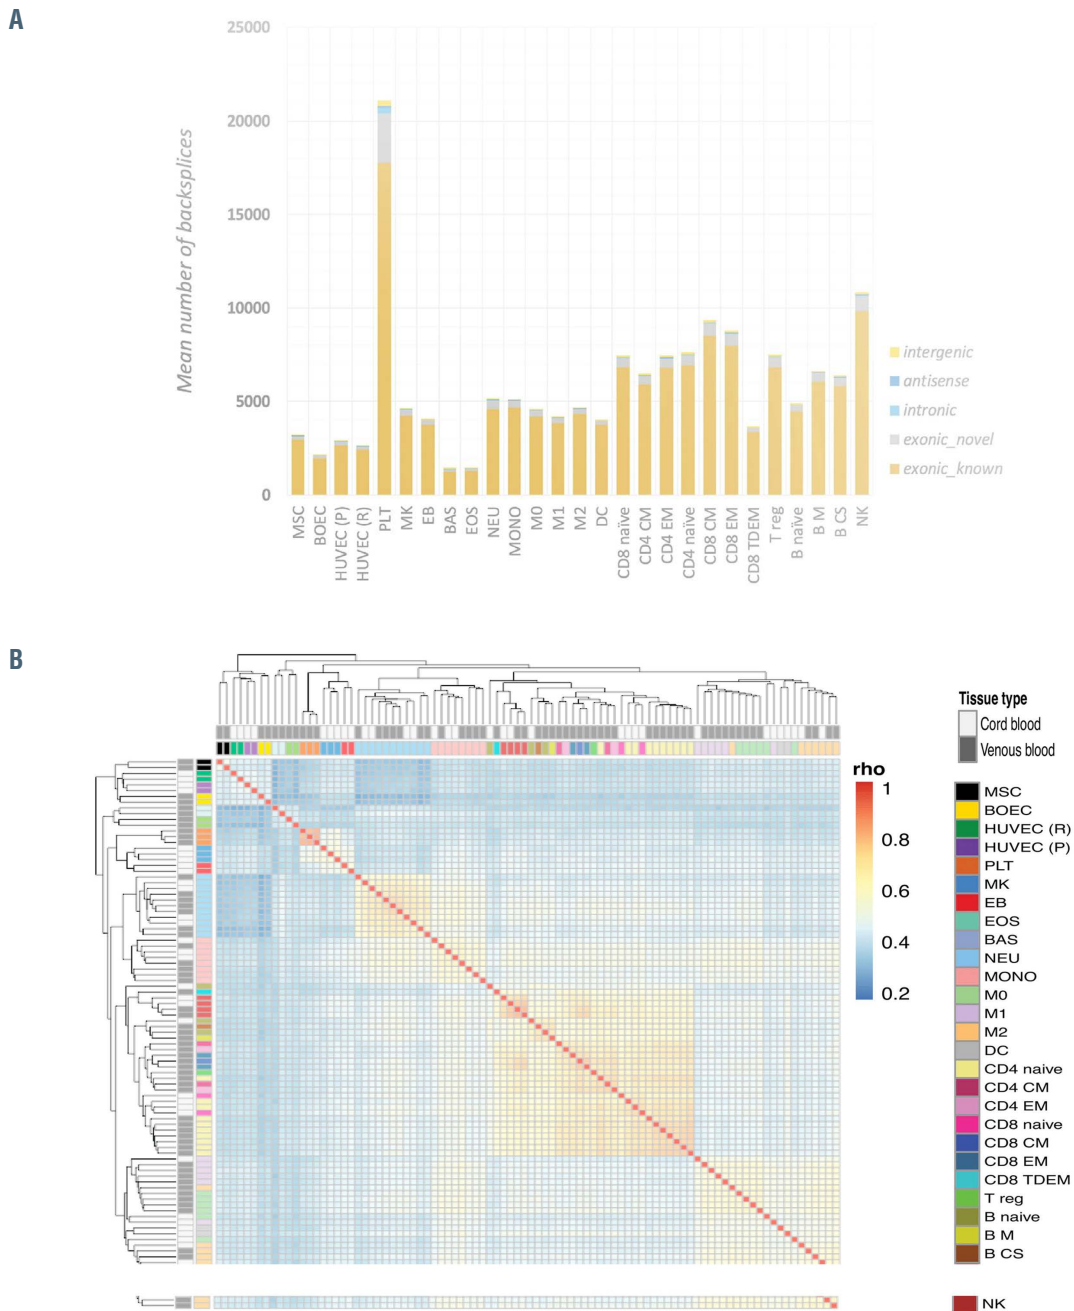 A
25000
20000
15000
10000
5000
0
Mean number of backsplices
intergenic
antisense
intronic
exonic_novel
exonic_known
MSC
BOEC
HUVEC (P)
HUVEC (R)
PLT
MK
EB
BAS
EOS
NEU
MONO
M0
M1
M2
DC
CD8 naïve
CD4 CM
CD4 EM
CD4 naïve
CD8 CM
CD8 EM
CD8 TDEM
T reg
B naïve
B M
B CS
NK
B
rho
1
0.8
0.6
0.4
0.2
Tissue type
Cord blood
Venous blood
MSC
BOEC
HUVEC (R)
HUVEC (P)
PLT
MK
EB
EOS
BAS
NEU
MONO
M0
M1
M2
DC
CD4 naive
CD4 CM
CD4 EM
CD8 naive
CD8 CM
CD8 EM
CD8 TDEM
T reg
B naive
B M
B CS
NK